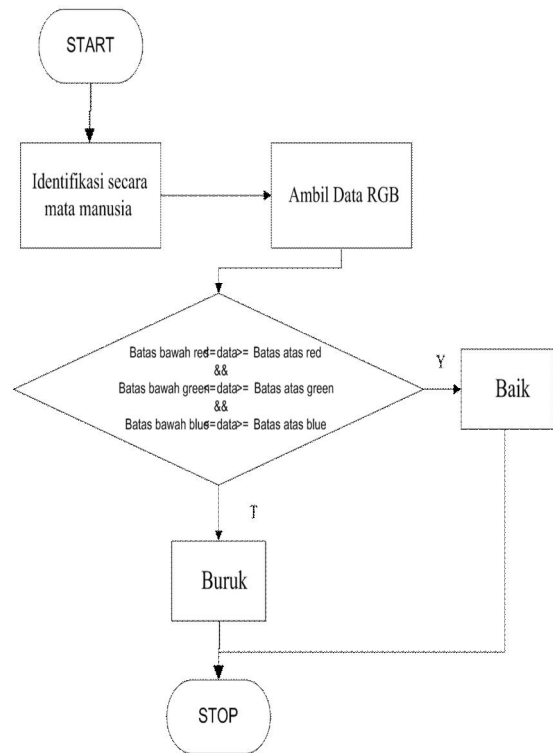 START
Identifikasi secara
mata manusia
Ambil Data RGB
Batas bawah red<=data>= Batas atas red
&&
Batas bawah green<=data>= Batas atas green
&&
Batas bawah blue<=data>= Batas atas blue
Y
Baik
T
Buruk
STOP